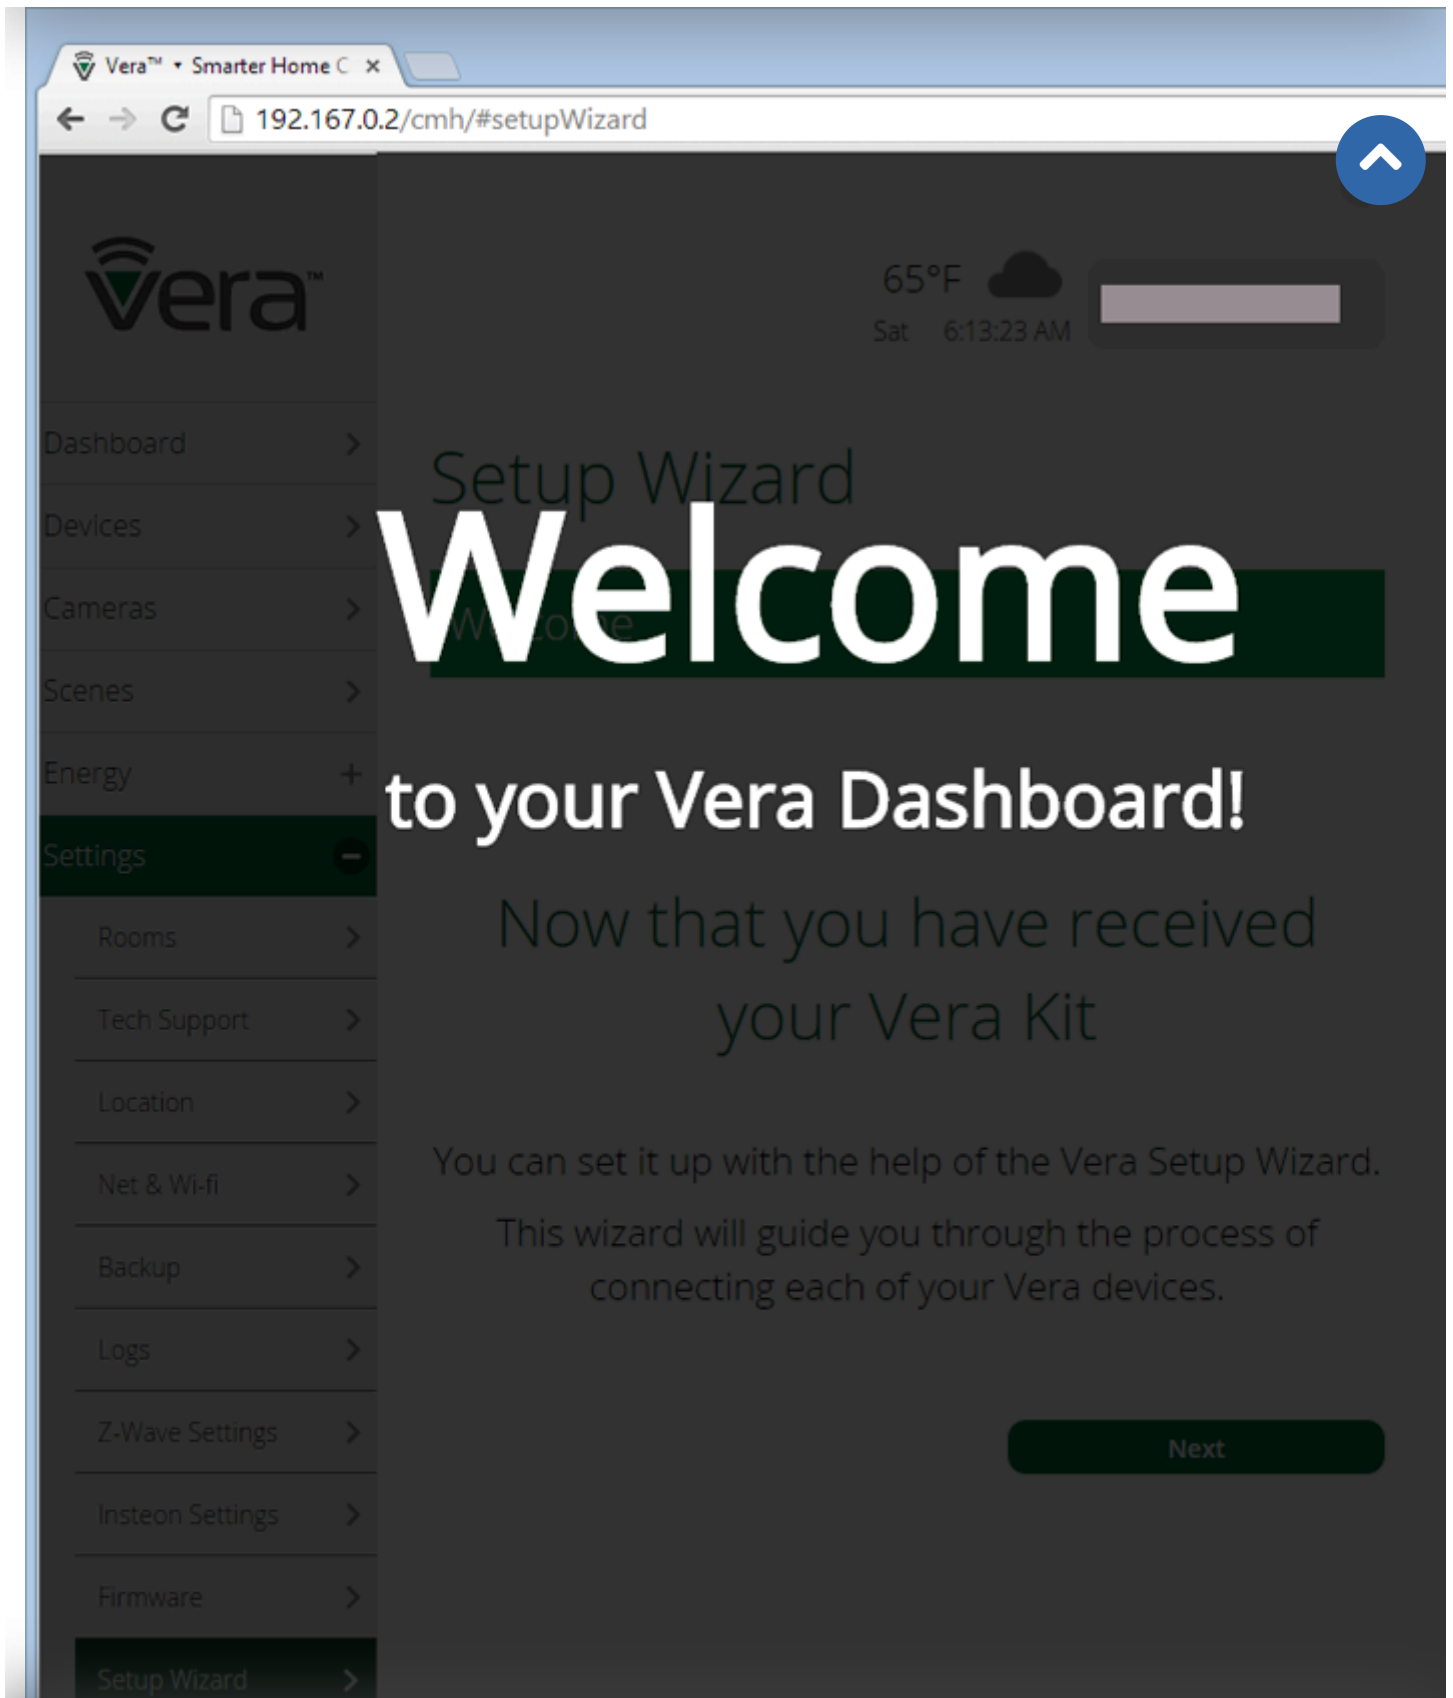 Vera™ • Smarter Home C
192.167.0.2/cmh/#setupWizard
vera™
65°F
Sat 6:13:23 AM
Dashboard
Devices
Cameras
Scenes
Energy
Settings
Rooms
Tech Support
Location
Net & Wi-fi
Backup
Logs
Z-Wave Settings
Insteon Settings
Firmware
Setup Wizard
Setup Wizard
Welcome
Welcome
to your Vera Dashboard!
Now that you have received
your Vera Kit
You can set it up with the help of the Vera Setup Wizard.
This wizard will guide you through the process of
connecting each of your Vera devices.
Next